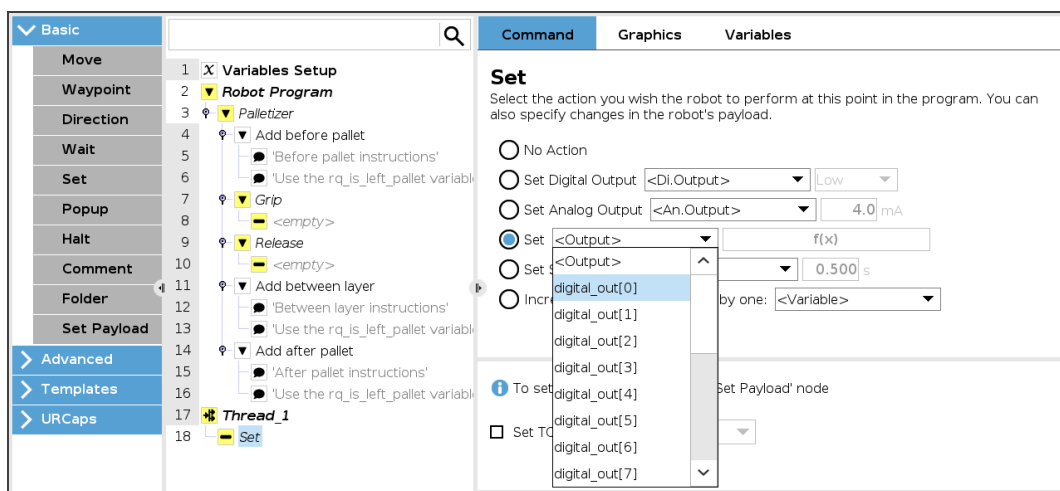 Basic
Move
Waypoint
Direction
Wait
Set
Popup
Halt
Comment
Folder
Set Payload
Advanced
Templates
URCaps
1 X Variables Setup
2 Robot Program
3 Palletizer
4 Add before pallet
5 'Before pallet instructions'
6 'Use the rq_is_left_pallet variabl
7 Grip
8 <empty>
9 Release
10 <empty>
11 Add between layer
12 'Between layer instructions'
13 'Use the rq_is_left_pallet variabl
14 Add after pallet
15 'After pallet instructions'
16 'Use the rq_is_left_pallet variabl
17 Thread_1
18 Set
Command Graphics Variables
Set
Select the action you wish the robot to perform at this point in the program. You can
also specify changes in the robot's payload.
No Action
Set Digital Output <Di.Output> Low
Set Analog Output <An.Output> 4.0 mA
Set <Output> f(x)
Set 0.500 s
Incre by one: <Variable>
<Output>
digital_out[0]
digital_out[1]
digital_out[2]
digital_out[3]
digital_out[4]
digital_out[5]
digital_out[6]
digital_out[7]
To set Set Payload' node
Set TC